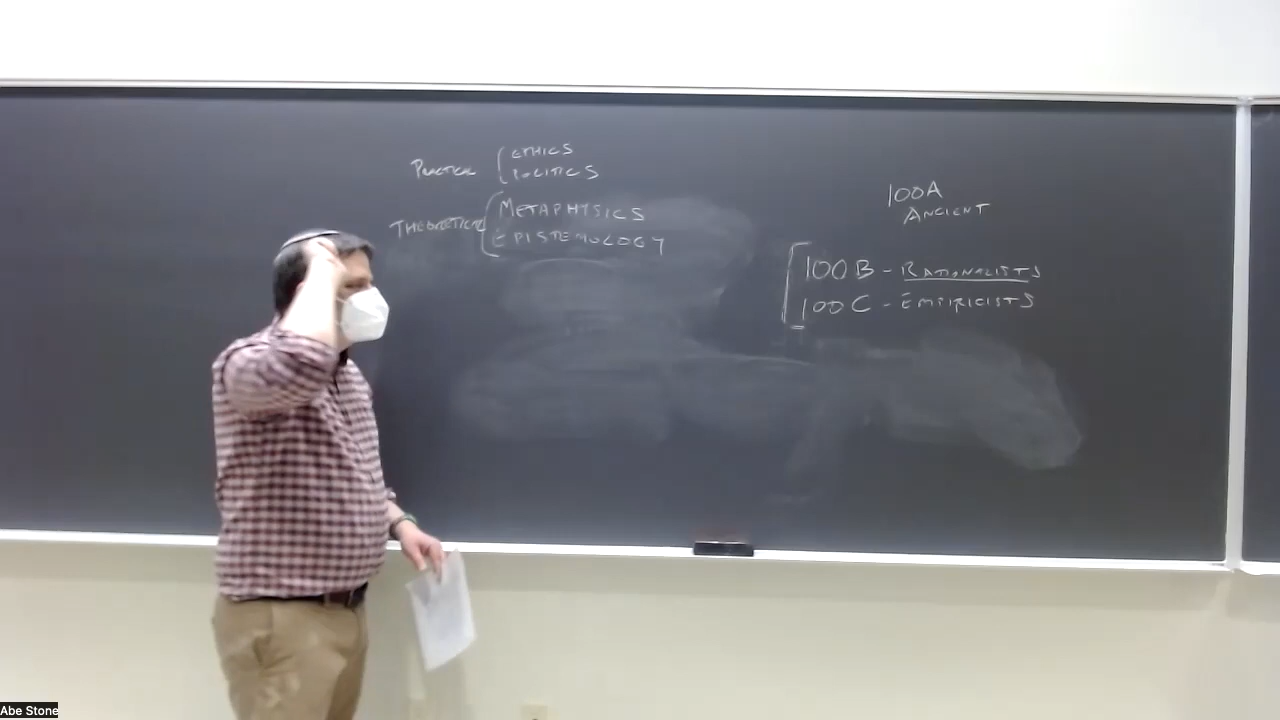 PRACTICAL { ETHICS
POLITICS
THEORETICAL { METAPHYSICS
EPISTEMOLOGY
100A
ANCIENT
100B - RATIONALISTS
100C - EMPIRICISTS
Abe Stone